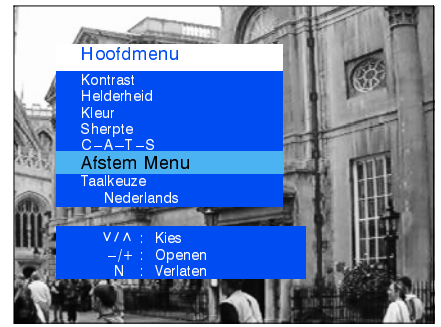 Hoofdmenu
Kontrast
Helderheid
Kleur
Sherpte
C–A–T–S
Afstem Menu
Taalkeuze
Nederlands
V / Λ : Kies
–/+ : Openen
N : Verlaten